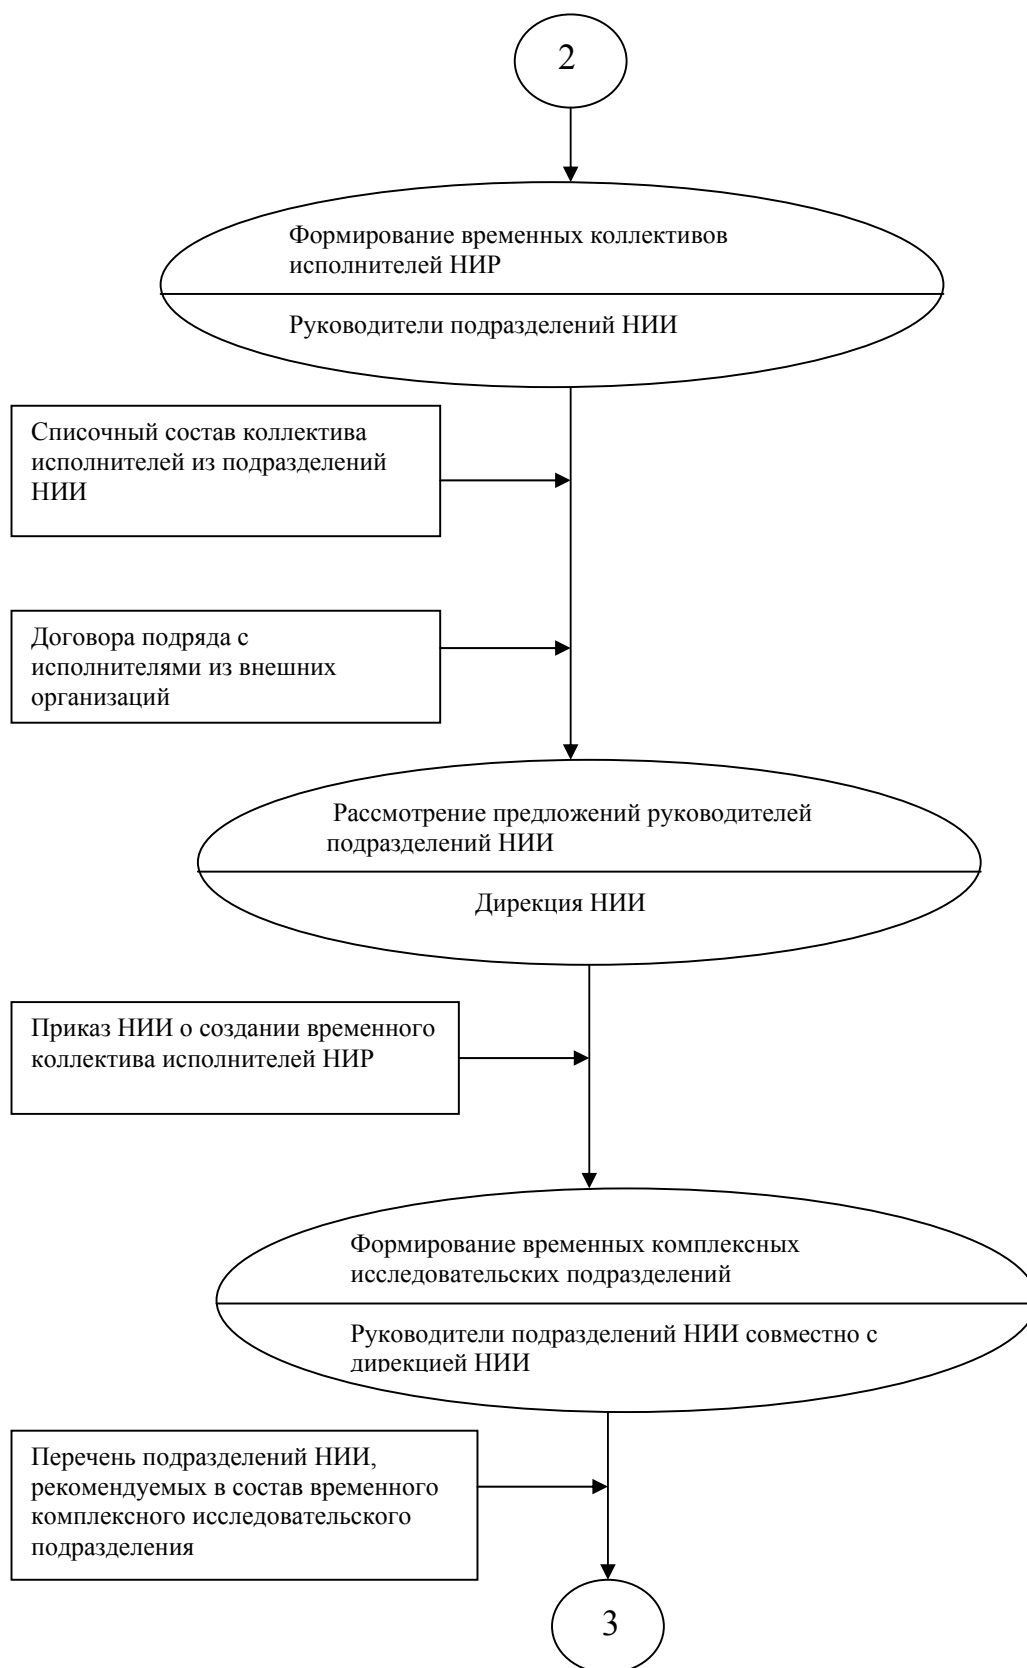 2
Формирование временных коллективов
исполнителей НИР
Руководители подразделений НИИ
Списочный состав коллектива
исполнителей из подразделений
НИИ
Договора подряда с
исполнителями из внешних
организаций
Рассмотрение предложений руководителей
подразделений НИИ
Дирекция НИИ
Приказ НИИ о создании временного
коллектива исполнителей НИР
Формирование временных комплексных
исследовательских подразделений
Руководители подразделений НИИ совместно с
дирекцией НИИ
Перечень подразделений НИИ,
рекомендуемых в состав временного
комплексного исследовательского
подразделения
3